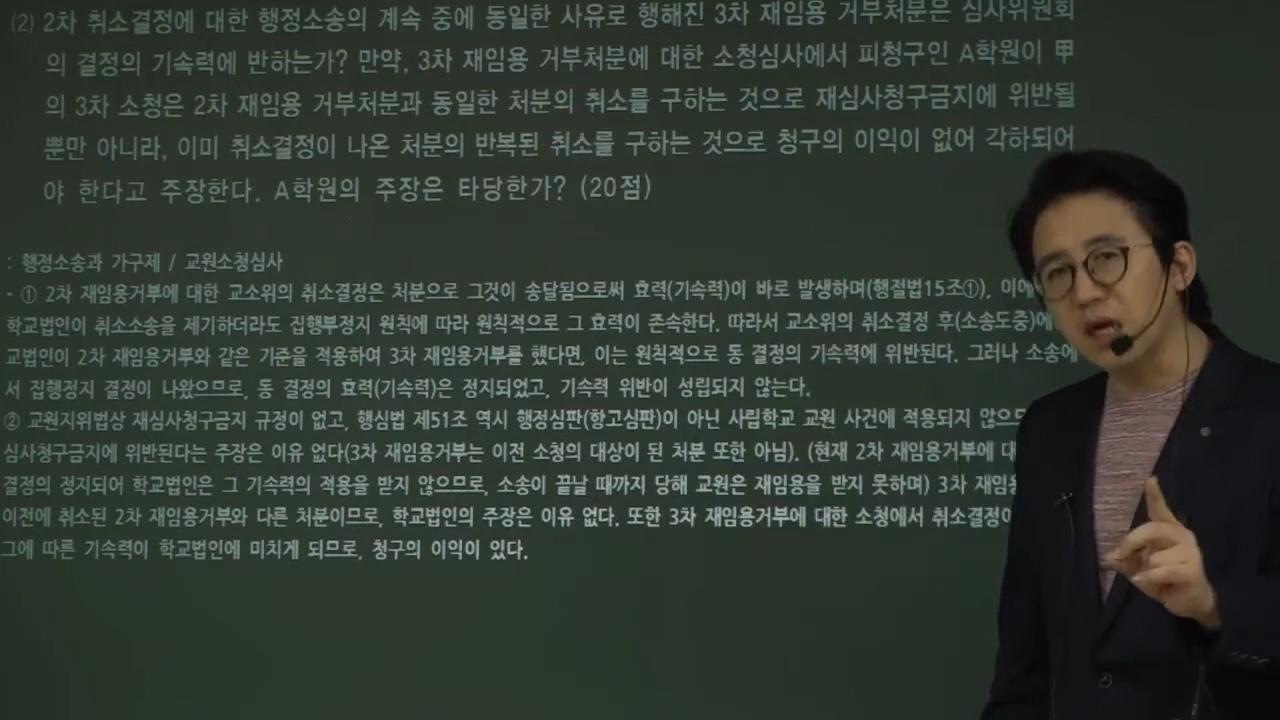 (2) 2차 취소결정에 대한 행정소송의 계속 중에 동일한 사유로 행해진 3차 재임용 거부처분은 심사위원회
의 결정의 기속력에 반하는가? 만약, 3차 재임용 거부처분에 대한 소청심사에서 피청구인 A학원이 甲
의 3차 소청은 2차 재임용 거부처분과 동일한 처분의 취소를 구하는 것으로 재심사청구금지에 위반될
뿐만 아니라, 이미 취소결정이 나온 처분의 반복된 취소를 구하는 것으로 청구의 이익이 없어 각하되어
야 한다고 주장한다. A학원의 주장은 타당한가? (20점)
: 행정소송과 가구제 / 교원소청심사
- ① 2차 재임용거부에 대한 교소위의 취소결정은 처분으로 그것이 송달됨으로써 효력(기속력)이 바로 발생하며(행절법15조①), 이에
학교법인이 취소소송을 제기하더라도 집행부정지 원칙에 따라 원칙적으로 그 효력이 존속한다. 따라서 교소위의 취소결정 후(소송도중)에
교법인이 2차 재임용거부와 같은 기준을 적용하여 3차 재임용거부를 했다면, 이는 원칙적으로 동 결정의 기속력에 위반된다. 그러나 소송에
서 집행정지 결정이 나왔으므로, 동 결정의 효력(기속력)은 정지되었고, 기속력 위반이 성립되지 않는다.
② 교원지위법상 재심사청구금지 규정이 없고, 행심법 제51조 역시 행정심판(항고심판)이 아닌 사립학교 교원 사건에 적용되지 않으므
심사청구금지에 위반된다는 주장은 이유 없다(3차 재임용거부는 이전 소청의 대상이 된 처분 또한 아님). (현재 2차 재임용거부에 대
결정의 정지되어 학교법인은 그 기속력의 적용을 받지 않으므로, 소송이 끝날 때까지 당해 교원은 재임용을 받지 못하며) 3차 재임용
이전에 취소된 2차 재임용거부와 다른 처분이므로, 학교법인의 주장은 이유 없다. 또한 3차 재임용거부에 대한 소청에서 취소결정이
그에 따른 기속력이 학교법인에 미치게 되므로, 청구의 이익이 있다.